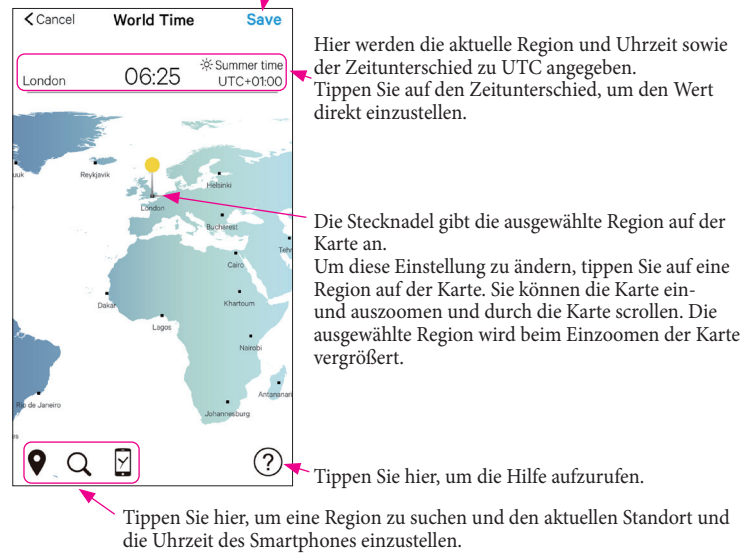 Cancel World Time Save
London 06:25 Summer time
UTC+01:00
Hier werden die aktuelle Region und Uhrzeit sowie
der Zeitunterschied zu UTC angegeben.
Tippen Sie auf den Zeitunterschied, um den Wert
direkt einzustellen.
uuk
Reykjavik
Helsinki
London
Bucharest
Tehr
Cairo
Dakar
Khartoum
Lagos
Nairobi
Antananari
Rio de Janeiro
Johannesburg
es
Die Stecknadel gibt die ausgewählte Region auf der
Karte an.
Um diese Einstellung zu ändern, tippen Sie auf eine
Region auf der Karte. Sie können die Karte ein-
und auszoomen und durch die Karte scrollen. Die
ausgewählte Region wird beim Einzoomen der Karte
vergrößert.
?
Tippen Sie hier, um die Hilfe aufzurufen.
Tippen Sie hier, um eine Region zu suchen und den aktuellen Standort und
die Uhrzeit des Smartphones einzustellen.